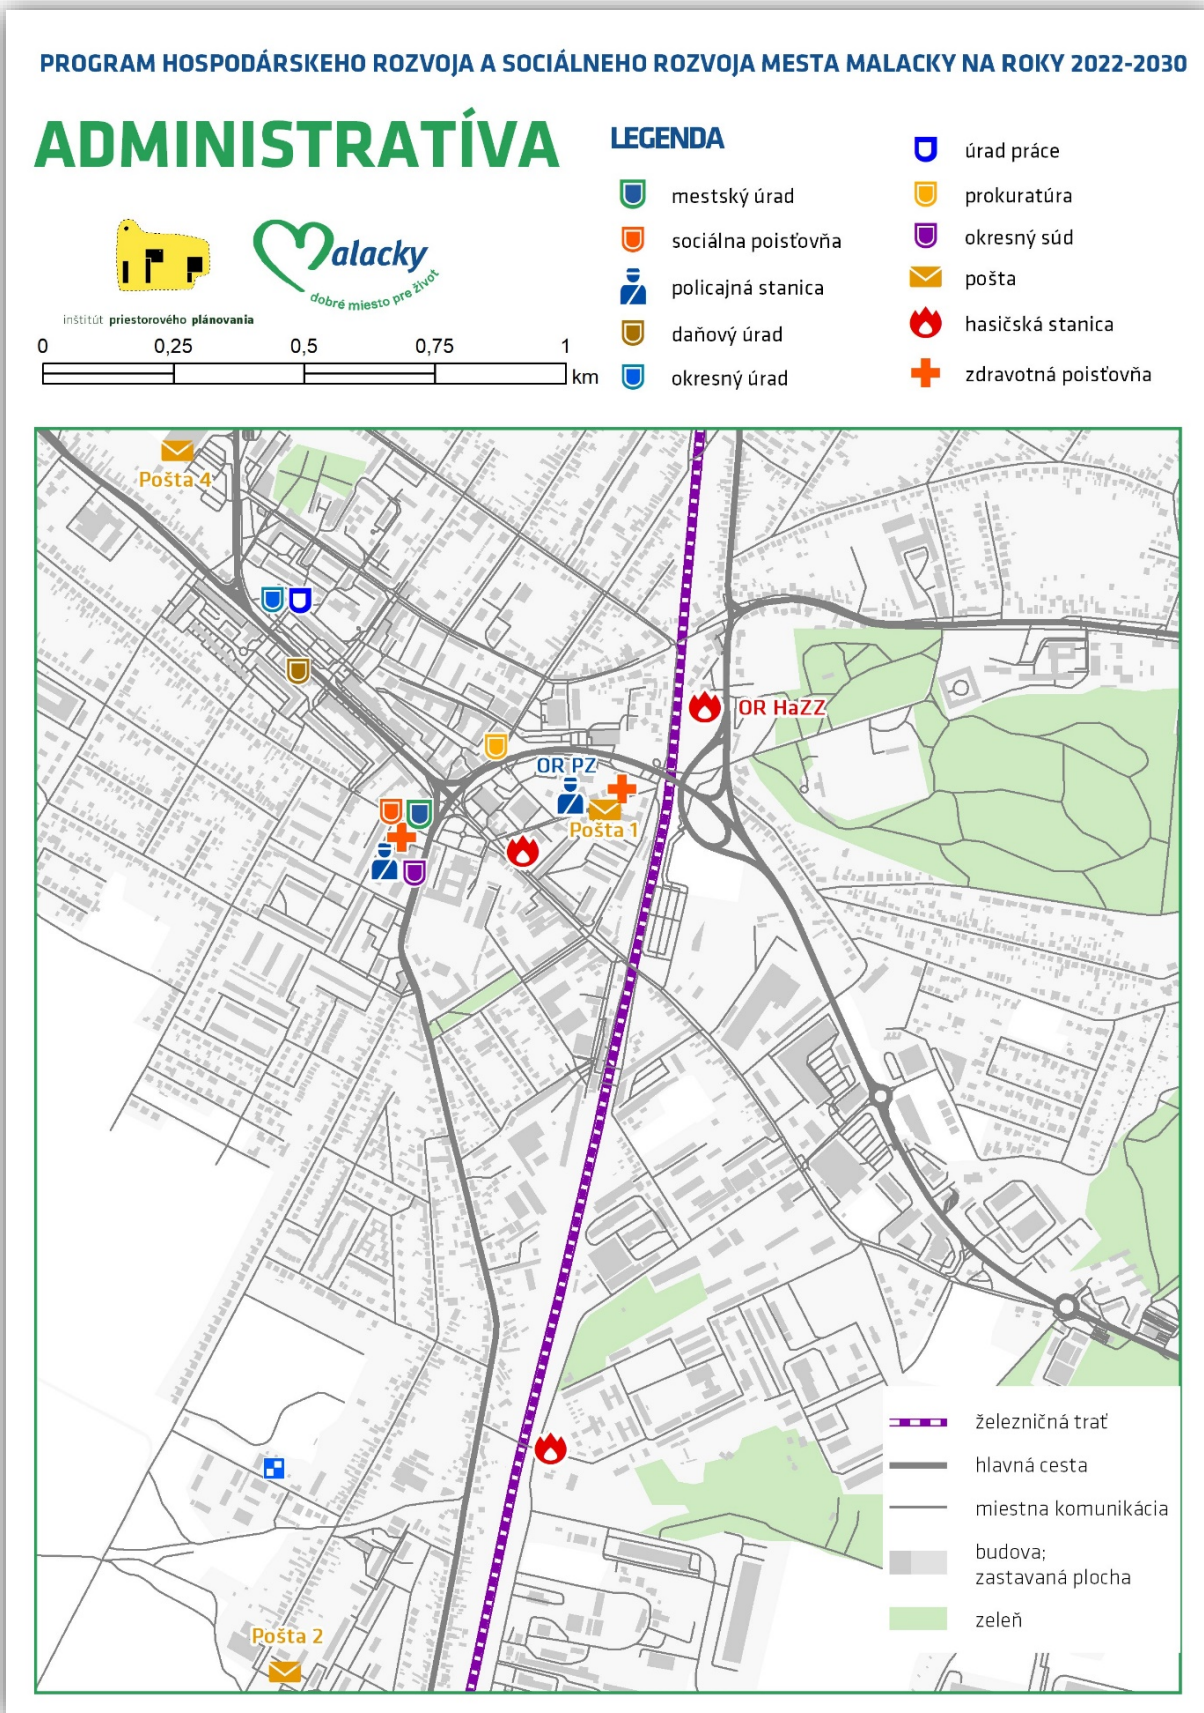 PROGRAM HOSPODÁRSKEHO ROZVOJA A SOCIÁLNEHO ROZVOJA MESTA MALACKY NA ROKY 2022-2030
ADMINISTRATÍVA
inštitút priestorového plánovania
Malacky
dobré miesto pre život
0 0,25 0,5 0,75 1
km
LEGENDA
mestský úrad
sociálna poisťovňa
policajná stanica
daňový úrad
okresný úrad
úrad práce
prokuratúra
okresný súd
pošta
hasičská stanica
zdravotná poisťovňa
Pošta 4
OR HaZZ
OR PZ
Pošta 1
Pošta 2
železničná trať
hlavná cesta
miestna komunikácia
budova;
zastavaná plocha
zeleň